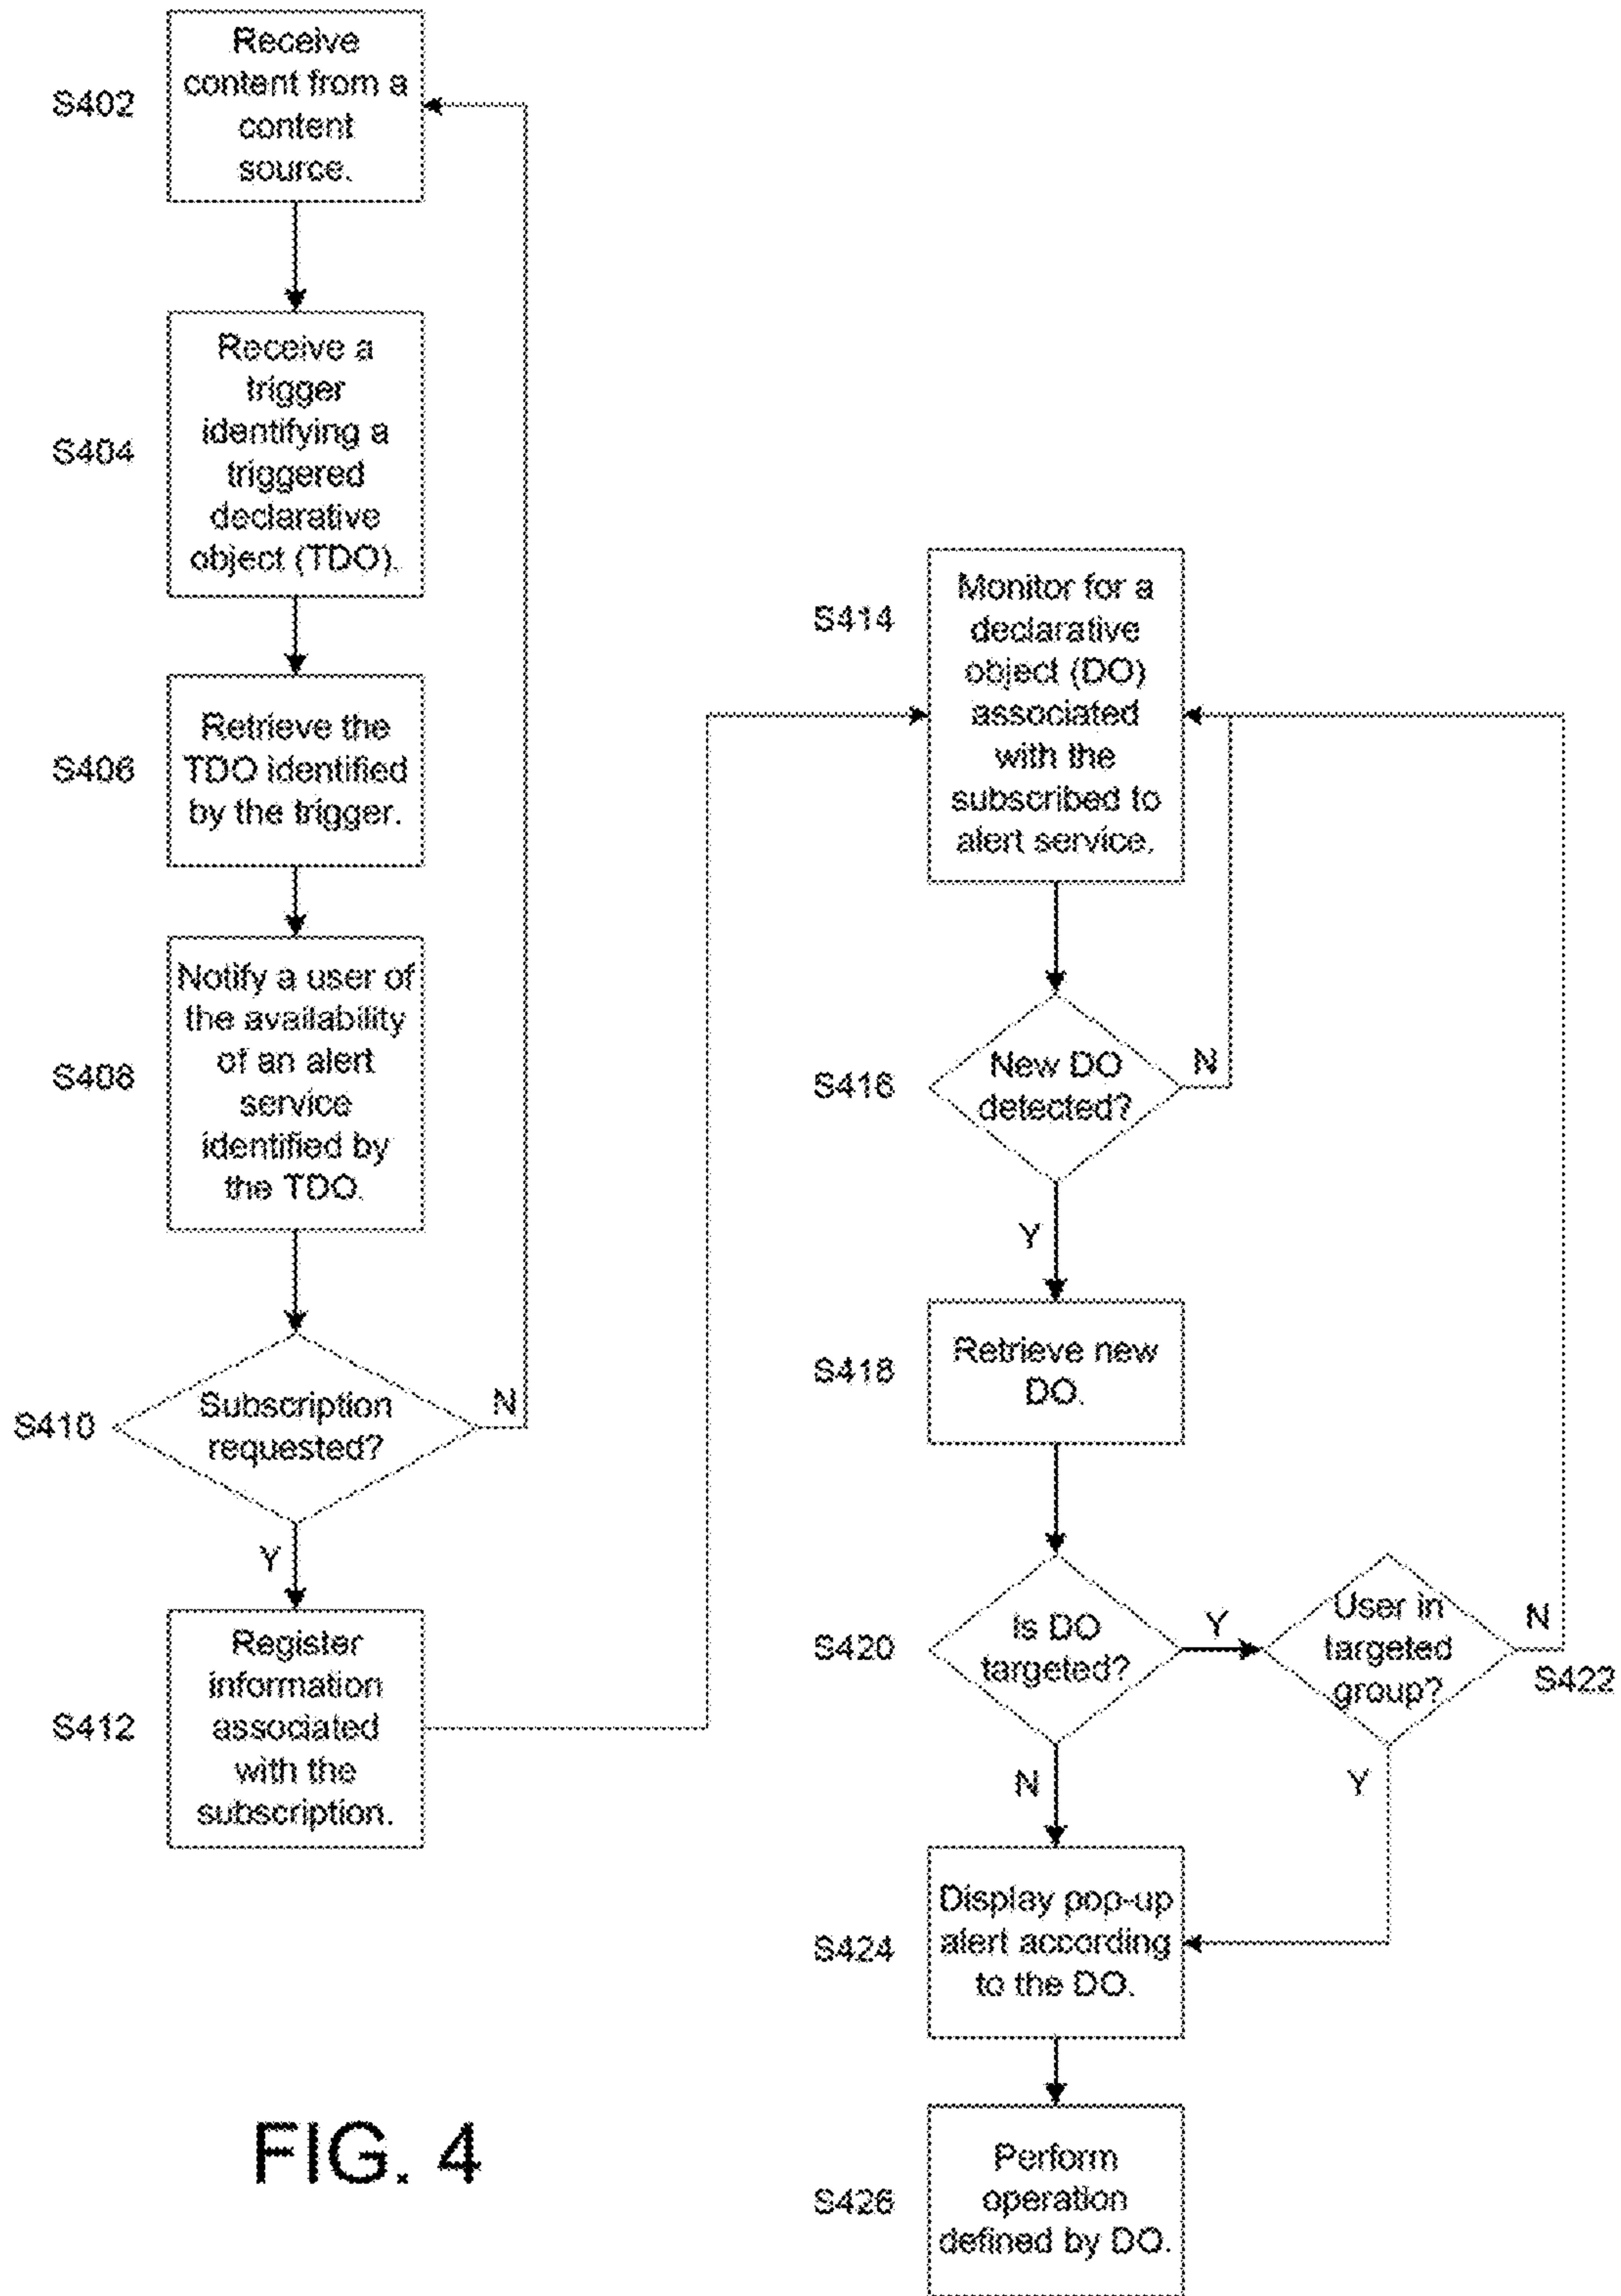 S402
Receive
content from a
content
source.
S404
Receive a
trigger
identifying a
triggered
declarative
object (TDO).
S406
Retrieve the
TDO identified
by the trigger.
S408
Notify a user of
the availability
of an alert
service
identified by
the TDO.
S410
Subscription
requested?
N
Y
S412
Register
information
associated
with the
subscription.
S414
Monitor for a
declarative
object (DO)
associated
with the
subscribed to
alert service.
S416
New DO
detected?
N
Y
S418
Retrieve new
DO.
S420
Is DO
targeted?
Y
N
User in
targeted
group?
N
S422
Y
S424
Display pop-up
alert according
to the DO.
S426
Perform
operation
defined by DO.
FIG. 4